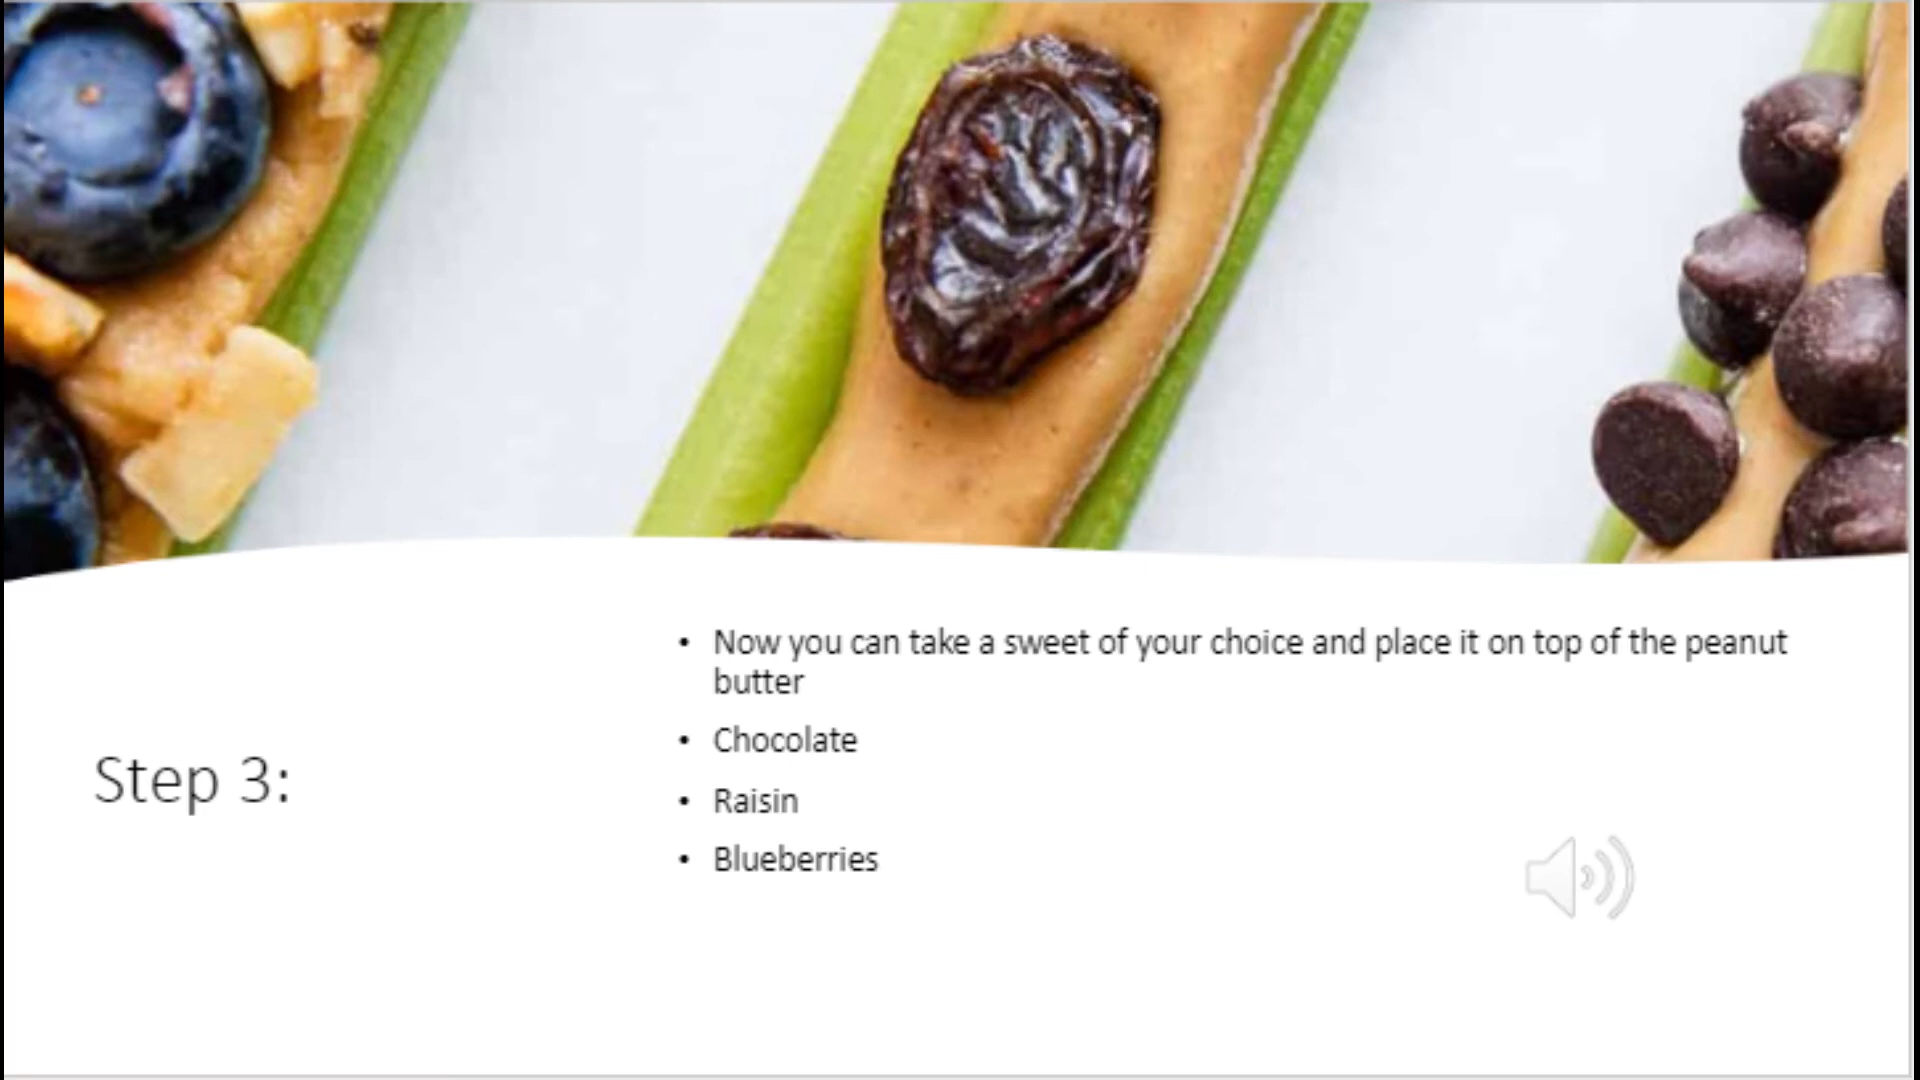 Step 3:
• Now you can take a sweet of your choice and place it on top of the peanut
butter
• Chocolate
• Raisin
• Blueberries